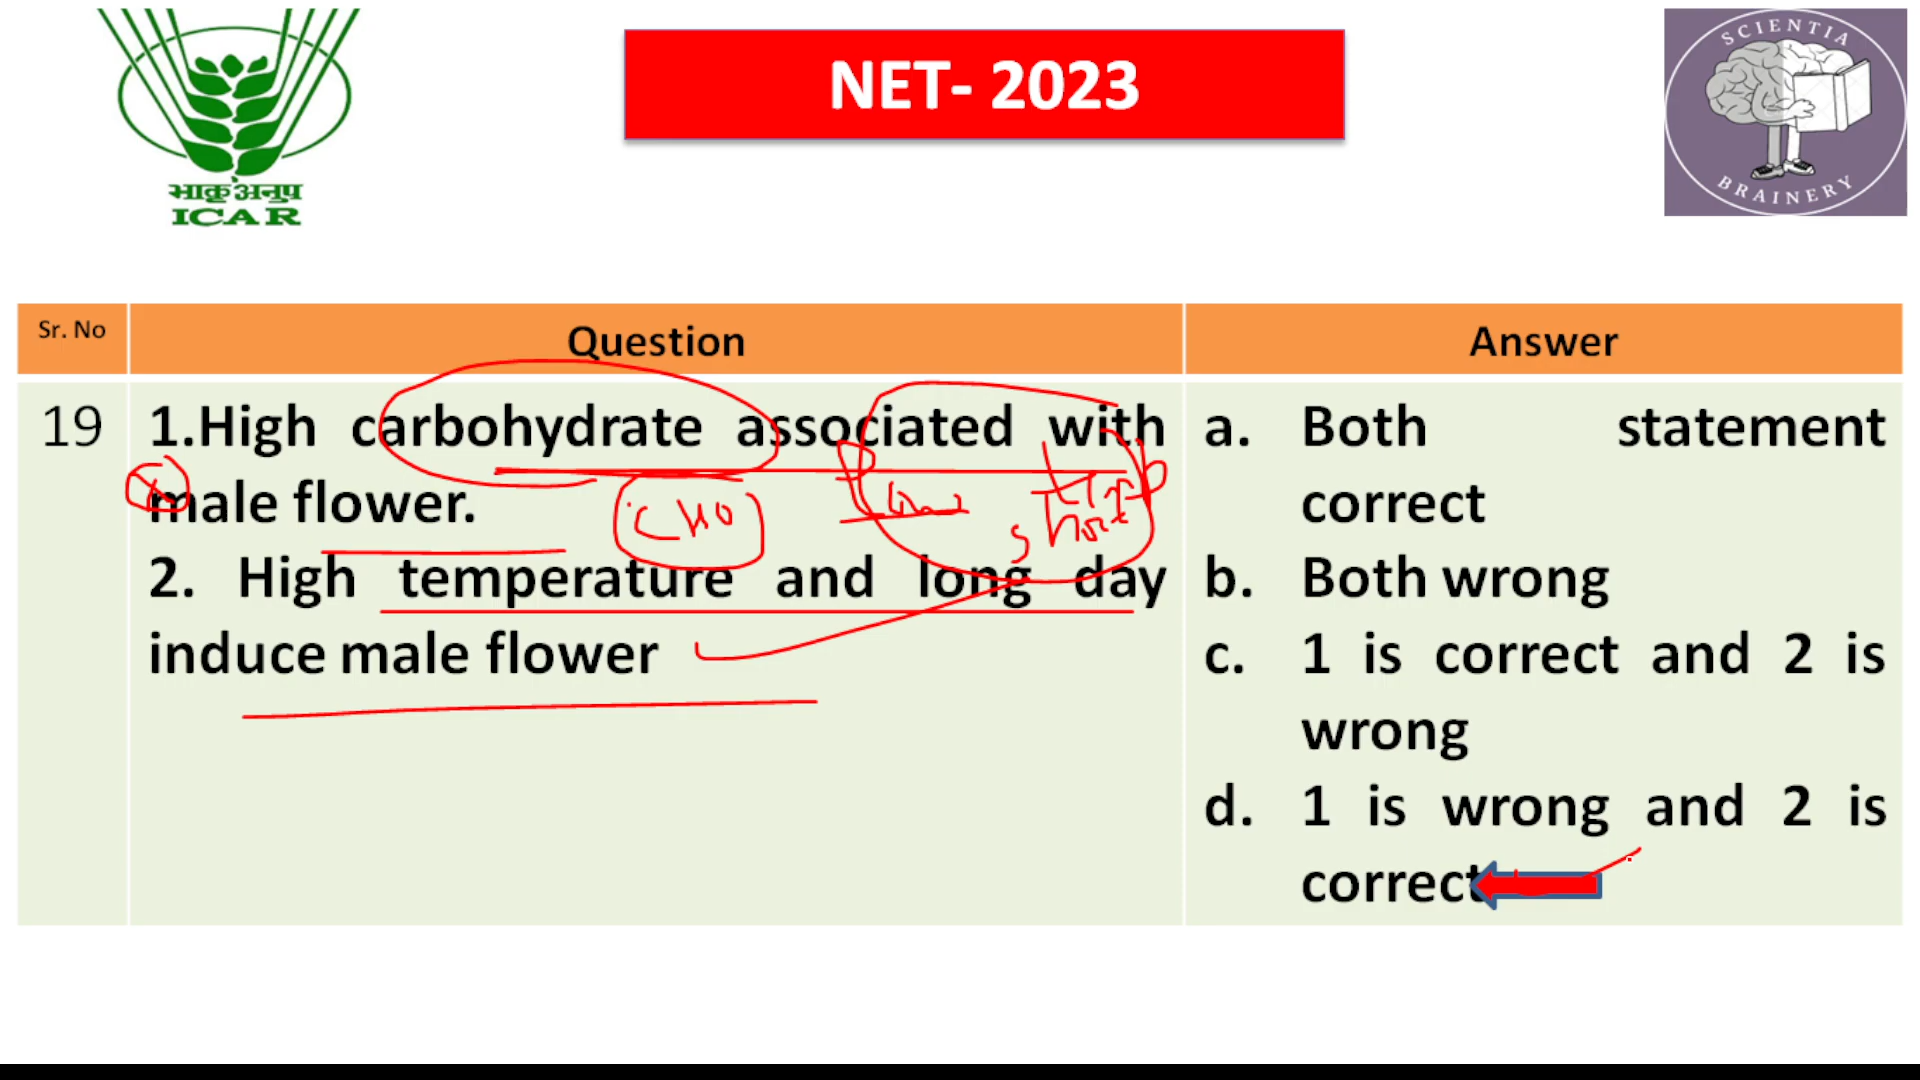 भाकृअनुप
ICAR
NET- 2023
SCIENTIA
BRAINERY
Sr. No
Question
Answer
19
1.High carbohydrate associated with
male flower.
CHO
short
2. High temperature and long day
induce male flower
a. Both statement
correct
b. Both wrong
c. 1 is correct and 2 is
wrong
d. 1 is wrong and 2 is
correct